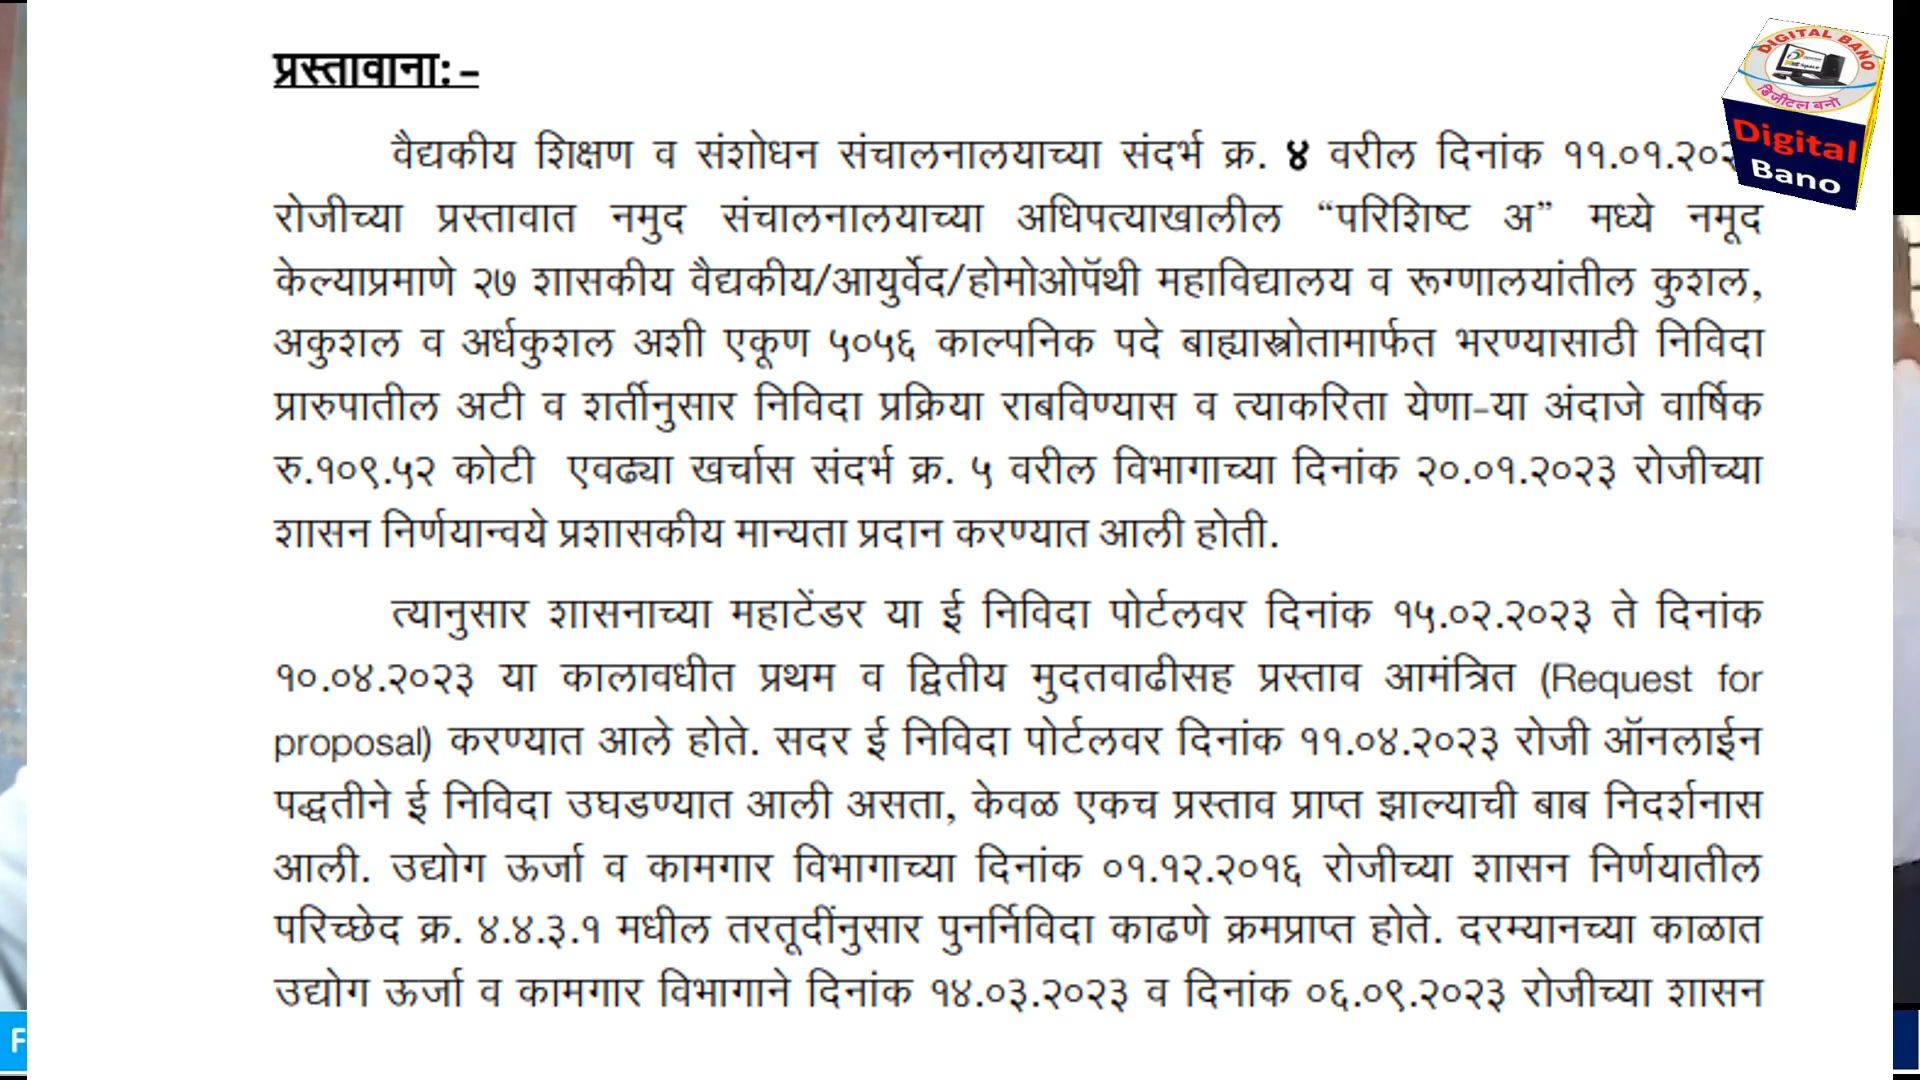 प्रस्तावाना:-
वैद्यकीय शिक्षण व संशोधन संचालनालयाच्या संदर्भ क्र. ४ वरील दिनांक ११.०१.
रोजीच्या प्रस्तावात नमुद संचालनालयाच्या अधिपत्याखालील “परिशिष्ट अ” मध्ये नमूद
केल्याप्रमाणे २७ शासकीय वैद्यकीय/आयुर्वेद/होमोओपॅथी महाविद्यालय व रूग्णालयांतील कुशल,
अकुशल व अर्धकुशल अशी एकूण ५०५६ काल्पनिक पदे बाह्यास्त्रोतामार्फत भरण्यासाठी निविदा
प्रारुपातील अटी व शर्तीनुसार निविदा प्रक्रिया राबविण्यास व त्याकरिता येणा-या अंदाजे वार्षिक
रु.१०९.५२ कोटी एवढ्या खर्चास संदर्भ क्र. ५ वरील विभागाच्या दिनांक २०.०१.२०२३ रोजीच्या
शासन निर्णयान्वये प्रशासकीय मान्यता प्रदान करण्यात आली होती.
त्यानुसार शासनाच्या महाटेंडर या ई निविदा पोर्टलवर दिनांक १५.०२.२०२३ ते दिनांक
१०.०४.२०२३ या कालावधीत प्रथम व द्वितीय मुदतवाढीसह प्रस्ताव आमंत्रित (Request for
proposal) करण्यात आले होते. सदर ई निविदा पोर्टलवर दिनांक ११.०४.२०२३ रोजी ऑनलाईन
पद्धतीने ई निविदा उघडण्यात आली असता, केवळ एकच प्रस्ताव प्राप्त झाल्याची बाब निदर्शनास
आली. उद्योग ऊर्जा व कामगार विभागाच्या दिनांक ०१.१२.२०१६ रोजीच्या शासन निर्णयातील
परिच्छेद क्र. ४.४.३.१ मधील तरतूदींनुसार पुनर्निविदा काढणे क्रमप्राप्त होते. दरम्यानच्या काळात
उद्योग ऊर्जा व कामगार विभागाने दिनांक १४.०३.२०२३ व दिनांक ०६.०९.२०२३ रोजीच्या शासन
DIGITAL BANO
डिजीटल बनो
Digital
Bano
F